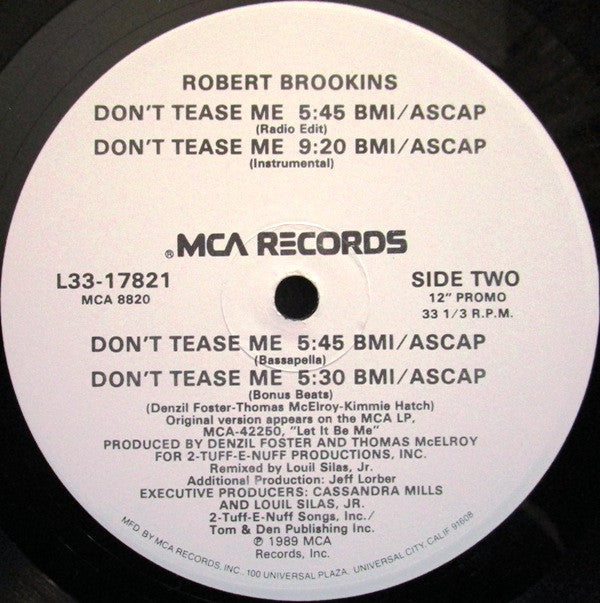 ROBERT BROOKINS
DON'T TEASE ME 5:45 BMI/ASCAP
(Radio Edit)
DON'T TEASE ME 9:20 BMI/ASCAP
(Instrumental)
® MCA RECORDS
L33-17821
MCA 8820
SIDE TWO
12" PROMO
33 1/3 R.P.M.
DON'T TEASE ME 5:45 BMI/ASCAP
(Bassapella)
DON'T TEASE ME 5:30 BMI/ASCAP
(Bonus Beats)
(Denzil Foster-Thomas McElroy-Kimmie Hatch)
Original version appears on the MCA LP,
MCA-42250, "Let It Be Me"
PRODUCED BY DENZIL FOSTER AND THOMAS McELROY
FOR 2-TUFF-E-NUFF PRODUCTIONS, INC.
Remixed by Louil Silas, Jr.
Additional Production: Jeff Lorber
EXECUTIVE PRODUCERS: CASSANDRA MILLS
AND LOUIL SILAS, JR.
2-Tuff-E-Nuff Songs, Inc./
Tom & Den Publishing Inc.
℗ 1989 MCA
Records, Inc.
MFD. BY MCA RECORDS, INC., 100 UNIVERSAL PLAZA, UNIVERSAL CITY, CALIF. 91608